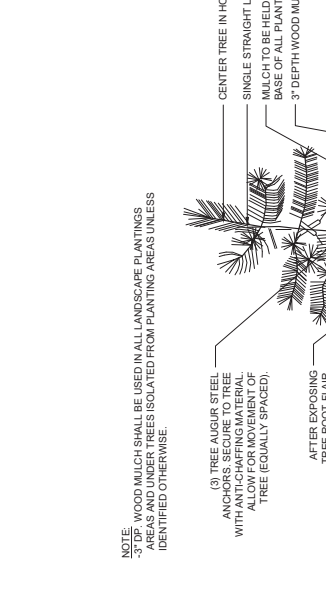 NOTE:
-3" DP. WOOD MULCH SHALL BE USED IN ALL LANDSCAPE PLANTINGS
AREAS AND UNDER TREES ISOLATED FROM PLANTING AREAS UNLESS
IDENTIFIED OTHERWISE.
(3) TREE AUGUR STEEL
ANCHORS. SECURE TO TREE
WITH ANTI-CHAFFING MATERIAL.
ALLOW FOR MOVEMENT OF
TREE (EQUALLY SPACED).
AFTER EXPOSING
TREE ROOT FLAIR
CENTER TREE IN HO
SINGLE STRAIGHT L
MULCH TO BE HELD
BASE OF ALL PLANT
3" DEPTH WOOD MU